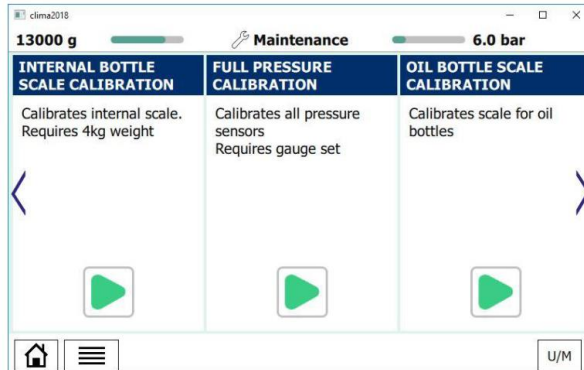 clima2018
13000 g
Maintenance
6.0 bar
INTERNAL BOTTLE
SCALE CALIBRATION
Calibrates internal scale.
Requires 4kg weight
FULL PRESSURE
CALIBRATION
Calibrates all pressure
sensors
Requires gauge set
OIL BOTTLE SCALE
CALIBRATION
Calibrates scale for oil
bottles
U/M